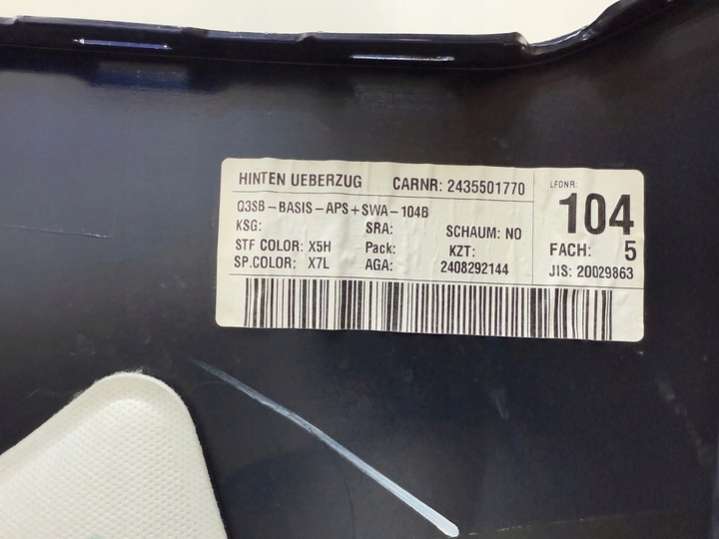 HINTEN UEBERZUG CARNR: 2435501770
Q3SB-BASIS-APS+SWA-104B
KSG: SRA: SCHAUM: NO
STF COLOR: X5H Pack: KZT:
SP.COLOR: X7L AGA: 2408292144
LFDNR:
104
FACH: 5
JIS: 20029863